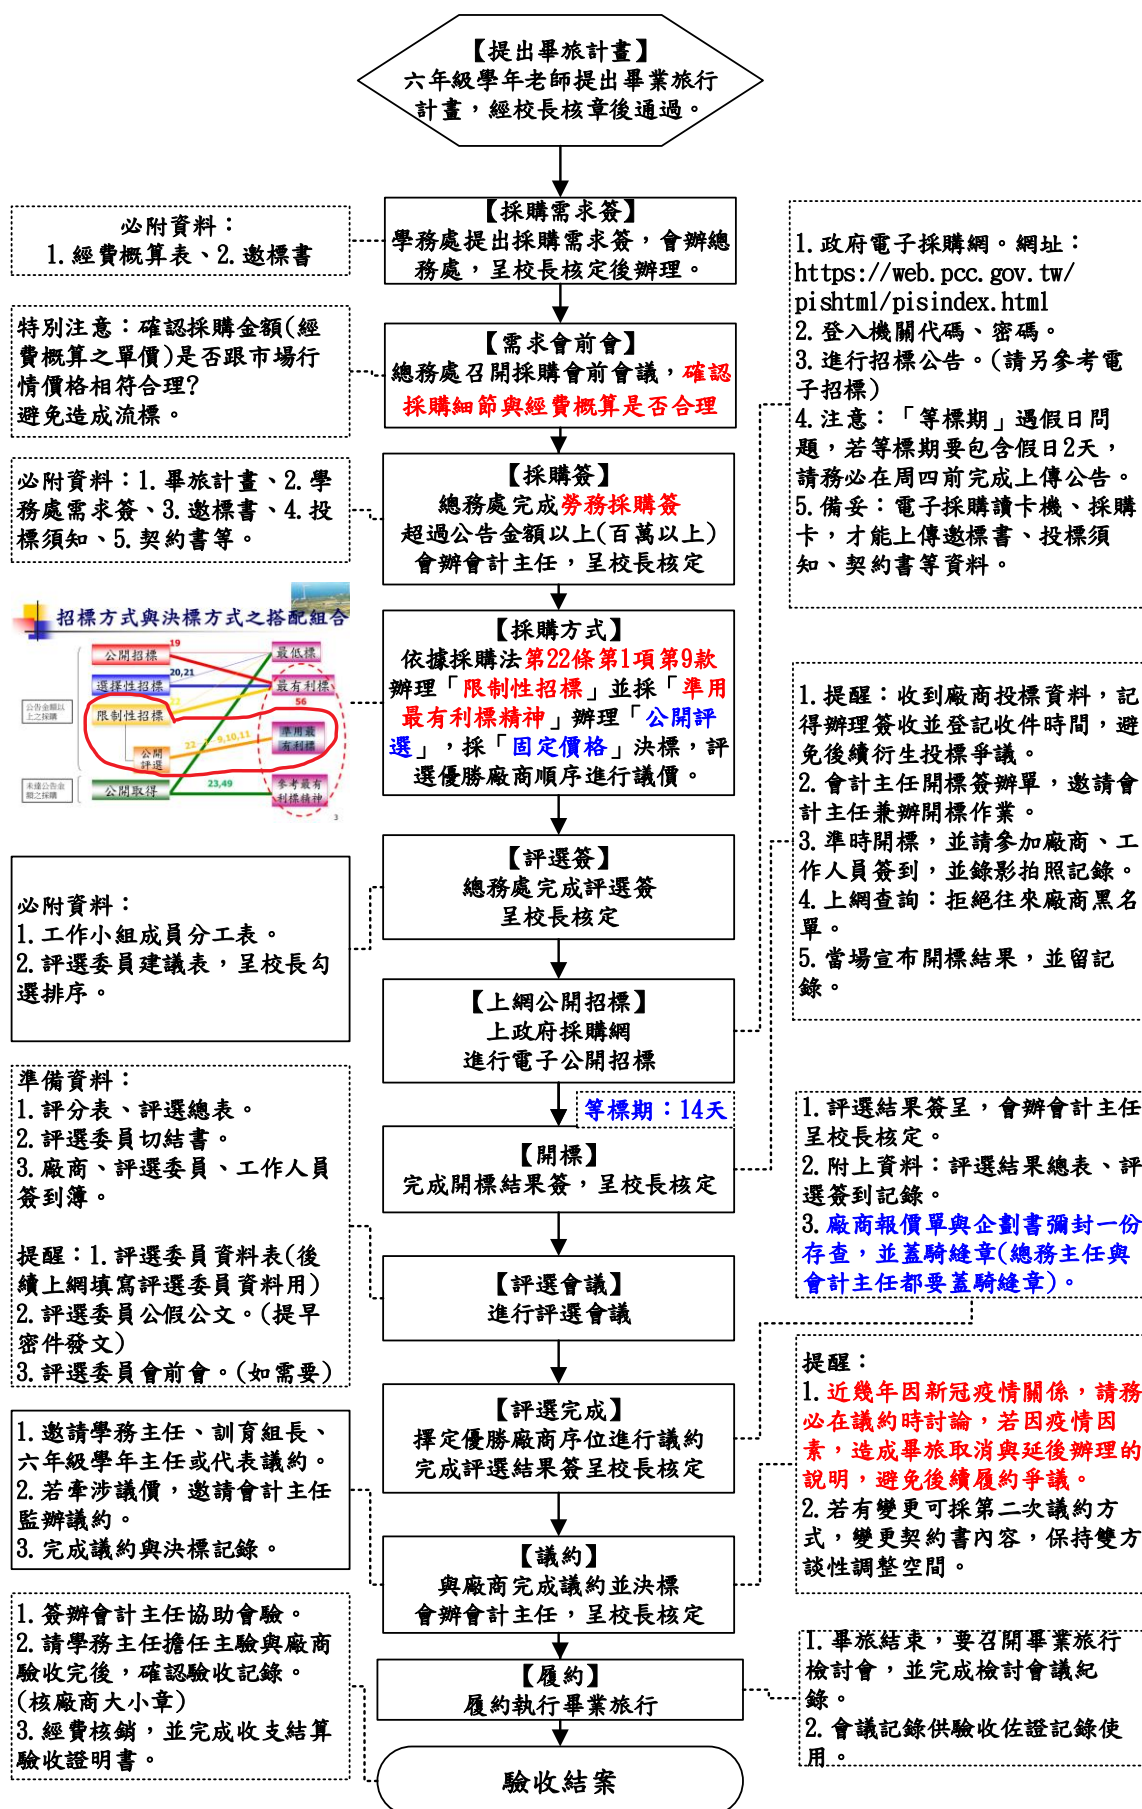 【提出畢旅計畫】
六年級學年老師提出畢業旅行
計畫，經校長核章後通過。
【採購需求簽】
學務處提出採購需求簽，會辦總
務處，呈校長核定後辦理。
必附資料：
1.經費概算表、2.邀標書
【需求會前會】
總務處召開採購會前會議，確認
採購細節與經費概算是否合理
特別注意：確認採購金額(經
費概算之單價)是否跟市場行
情價格相符合理?
避免造成流標。
【採購簽】
總務處完成勞務採購簽
超過公告金額以上(百萬以上)
會辦會計主任，呈校長核定
必附資料：1.畢旅計畫、2.學
務處需求簽、3.邀標書、4.投
標須知、5.契約書等。
【採購方式】
依據採購法第22條第1項第9款
辦理「限制性招標」並採「準用
最有利標精神」辦理「公開評
選」，採「固定價格」決標，評
選優勝廠商順序進行議價。
招標方式與決標方式之搭配組合
公開招標
19
最低標
選擇性招標
20,21
最有利標
56
公告金額以
上之採購
限制性招標
22
公開
評選
22
9,10,11
準用最
有利標
未達公告金
額之採購
公開取得
23,49
參考最有
利標精神
3
【評選簽】
總務處完成評選簽
呈校長核定
必附資料：
1.工作小組成員分工表。
2.評選委員建議表，呈校長勾
選排序。
【上網公開招標】
上政府採購網
進行電子公開招標
1.政府電子採購網。網址：
https://web.pcc.gov.tw/
pishtml/pisindex.html
2.登入機關代碼、密碼。
3.進行招標公告。(請另參考電
子招標)
4.注意：「等標期」遇假日問
題，若等標期要包含假日2天，
請務必在周四前完成上傳公告。
5.備妥：電子採購讀卡機、採購
卡，才能上傳邀標書、投標須
知、契約書等資料。
等標期：14天
【開標】
完成開標結果簽，呈校長核定
1.提醒：收到廠商投標資料，記
得辦理簽收並登記收件時間，避
免後續衍生投標爭議。
2.會計主任開標簽辦單，邀請會
計主任兼辦開標作業。
3.準時開標，並請參加廠商、工
作人員簽到，並錄影拍照記錄。
4.上網查詢：拒絕往來廠商黑名
單。
5.當場宣布開標結果，並留記
錄。
【評選會議】
進行評選會議
準備資料：
1.評分表、評選總表。
2.評選委員切結書。
3.廠商、評選委員、工作人員
簽到簿。
提醒：1.評選委員資料表(後
續上網填寫評選委員資料用)
2.評選委員公假公文。(提早
密件發文)
3.評選委員會前會。(如需要)
【評選完成】
擇定優勝廠商序位進行議約
完成評選結果簽呈校長核定
1.評選結果簽呈，會辦會計主任
呈校長核定。
2.附上資料：評選結果總表、評
選簽到記錄。
3.廠商報價單與企劃書彌封一份
存查，並蓋騎縫章(總務主任與
會計主任都要蓋騎縫章)。
【議約】
與廠商完成議約並決標
會辦會計主任，呈校長核定
1.邀請學務主任、訓育組長、
六年級學年主任或代表議約。
2.若牽涉議價，邀請會計主任
監辦議約。
3.完成議約與決標記錄。
提醒：
1.近幾年因新冠疫情關係，請務
必在議約時討論，若因疫情因
素，造成畢旅取消與延後辦理的
說明，避免後續履約爭議。
2.若有變更可採第二次議約方
式，變更契約書內容，保持雙方
談性調整空間。
【履約】
履約執行畢業旅行
1.畢旅結束，要召開畢業旅行
檢討會，並完成檢討會議紀
錄。
2.會議記錄供驗收佐證記錄使
用。
1.簽辦會計主任協助會驗。
2.請學務主任擔任主驗與廠商
驗收完後，確認驗收記錄。
(核廠商大小章)
3.經費核銷，並完成收支結算
驗收證明書。
驗收結案